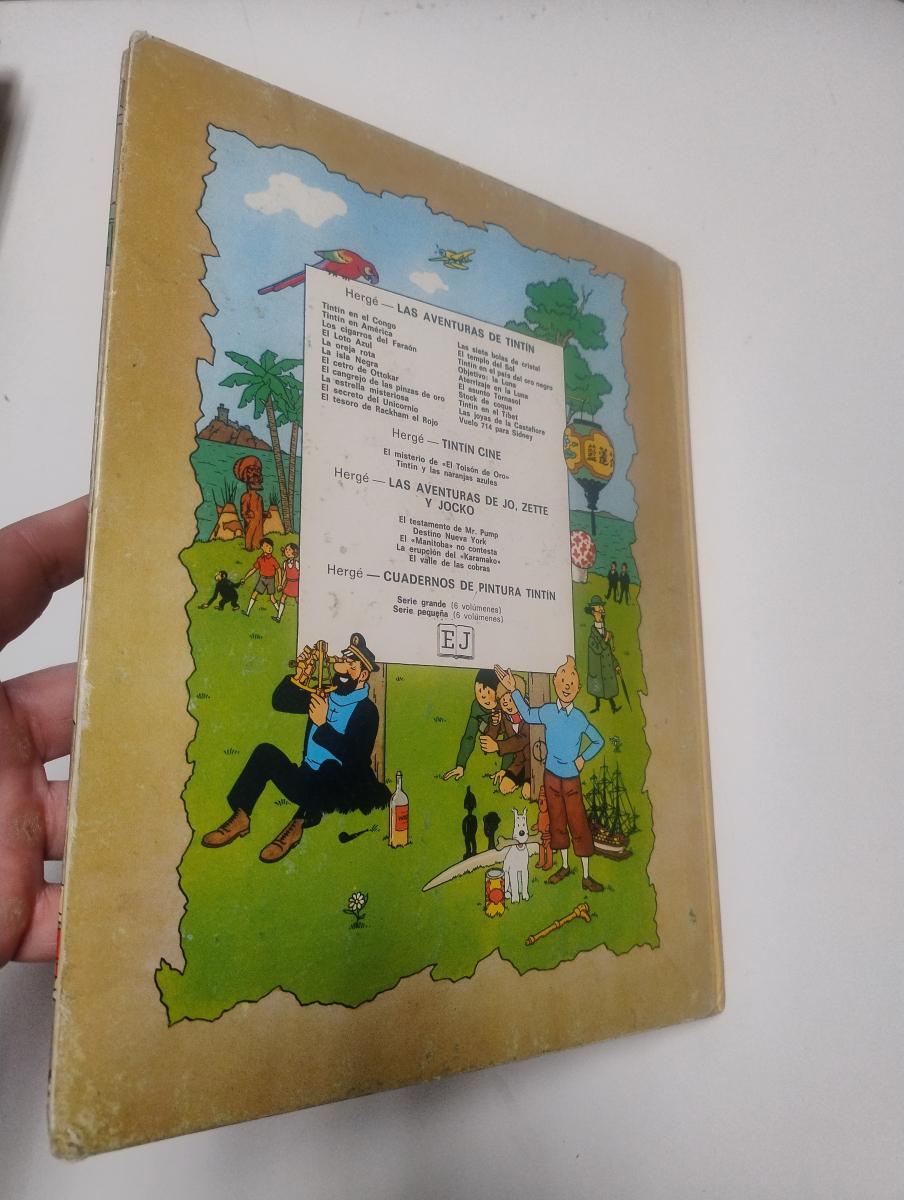 Hergé — LAS AVENTURAS DE TINTÍN
Tintín en el Congo
Tintín en América
Los cigarros del Faraón
El Loto Azul
La oreja rota
La isla Negra
El cetro de Ottokar
El cangrejo de las pinzas de oro
La estrella misteriosa
El secreto del Unicornio
El tesoro de Rackham el Rojo
Las siete bolas de cristal
El templo del Sol
Tintín en el país del oro negro
Objetivo: la Luna
Aterrizaje en la Luna
El asunto Tornasol
Stock de coque
Tintín en el Tíbet
Las joyas de la Castafiore
Vuelo 714 para Sidney
Hergé — TINTÍN CINE
El misterio de «El Toisón de Oro»
Tintín y las naranjas azules
Hergé — LAS AVENTURAS DE JO, ZETTE
Y JOCKO
El testamento de Mr. Pump
Destino Nueva York
El «Manitoba» no contesta
La erupción del «Karamako»
El valle de las cobras
Hergé — CUADERNOS DE PINTURA TINTÍN
Serie grande (6 volúmenes)
Serie pequeña (6 volúmenes)
EJ